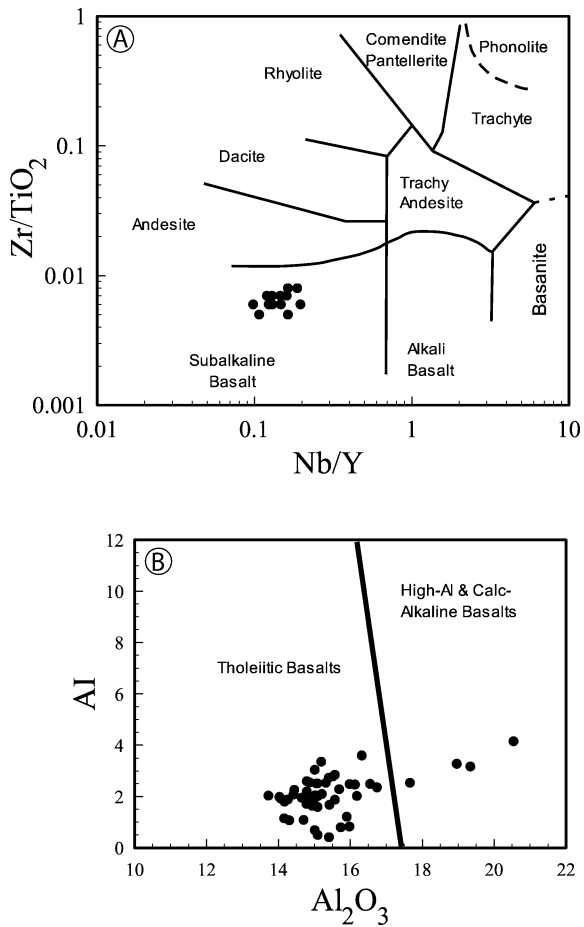 A
1
0.1
0.01
0.001
Zr/TiO2
Rhyolite
Comendite
Pantellerite
Phonolite
Trachyte
Dacite
Trachy
Andesite
Andesite
Basanite
Subalkaline
Basalt
Alkali
Basalt
0.01
0.1
1
10
Nb/Y
B
12
10
8
6
4
2
0
AI
High-Al & Calc-
Alkaline Basalts
Tholeiitic Basalts
10
12
14
16
18
20
22
Al2O3